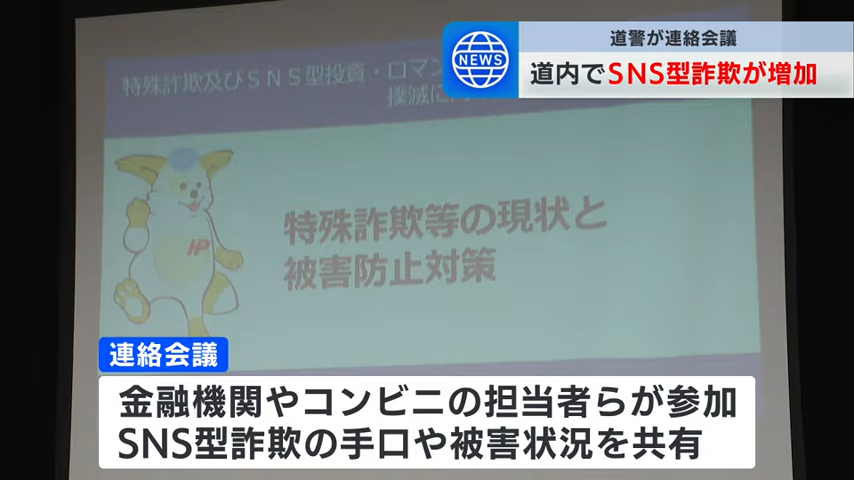 道警が連絡会議
NEWS
道内でSNS型詐欺が増加
特殊詐欺及びSNS型投資・ロマン
撲滅に
特殊詐欺等の現状と
被害防止対策
HP
連絡会議
金融機関やコンビニの担当者らが参加
SNS型詐欺の手口や被害状況を共有